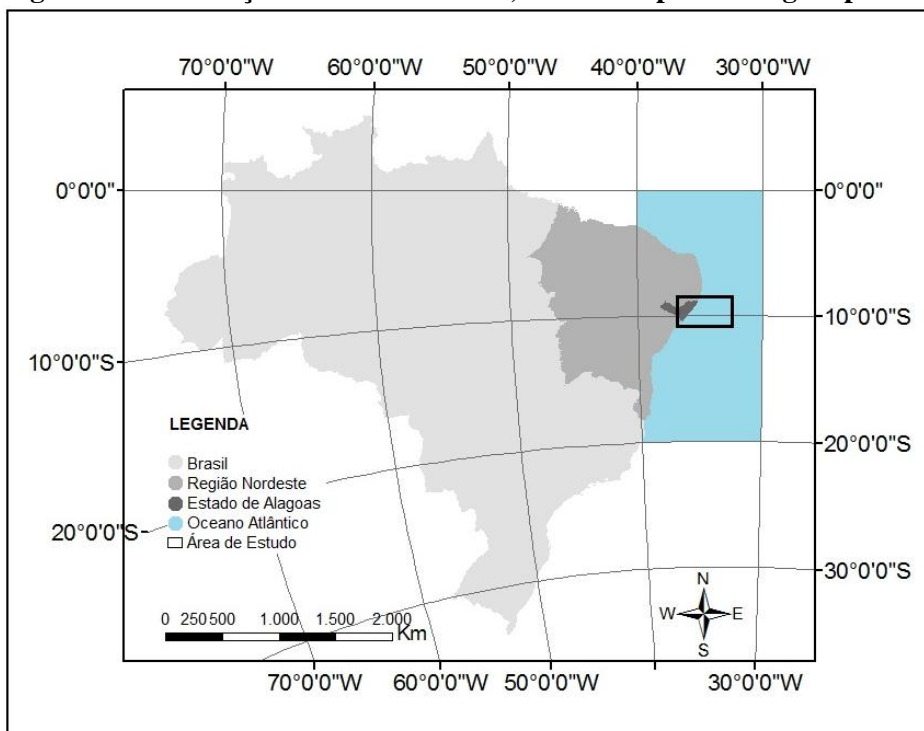 70°0'0"W 60°0'0"W 50°0'0"W 40°0'0"W 30°0'0"W
0°0'0" 0°0'0"
10°0'0"S
10°0'0"S
LEGENDA
Brasil
Região Nordeste
Estado de Alagoas
Oceano Atlântico
Área de Estudo
20°0'0"S
20°0'0"S
30°0'0"S
N
W E
S
0 250 500 1.000 1.500 2.000
Km
70°0'0"W 60°0'0"W 50°0'0"W 30°0'0"W